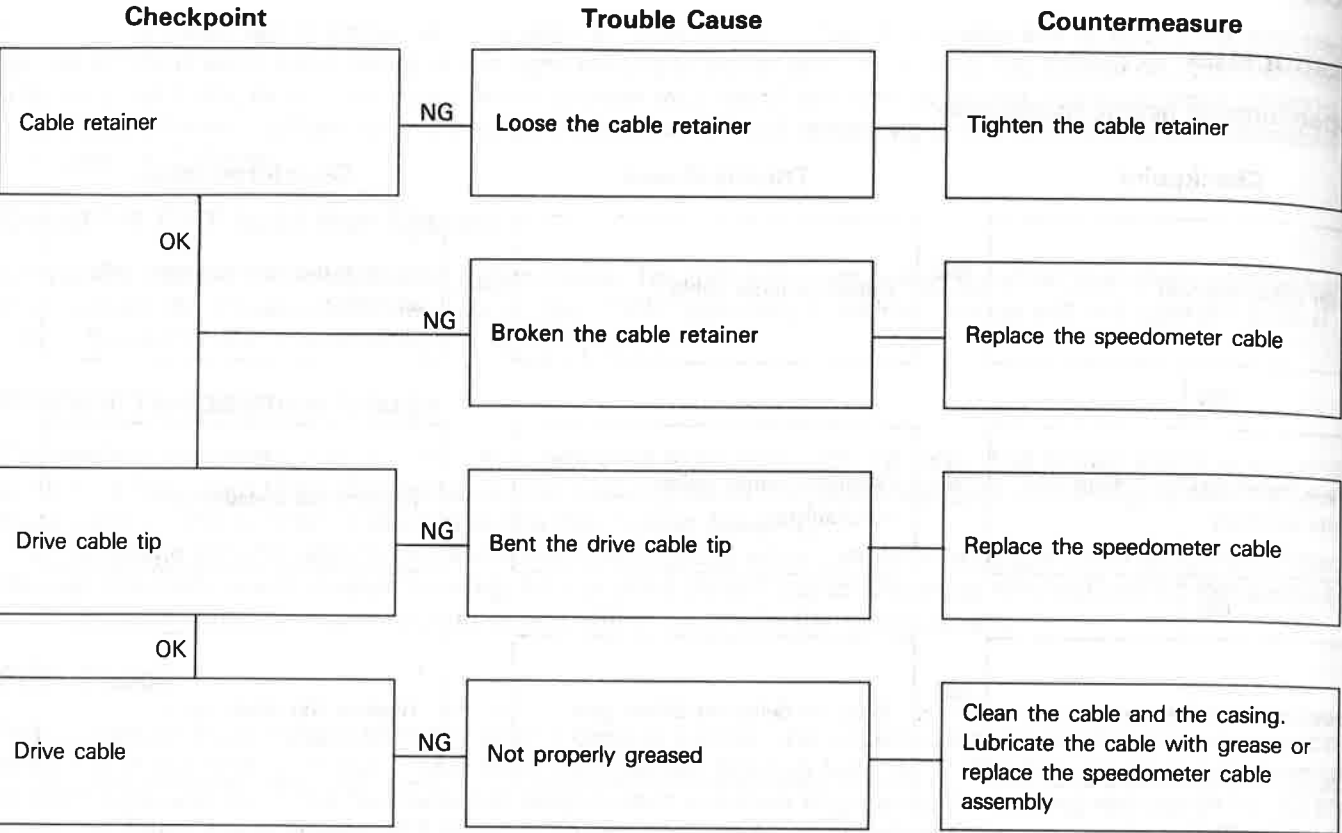 Checkpoint
Trouble Cause
Countermeasure
Cable retainer
NG
Loose the cable retainer
Tighten the cable retainer
OK
NG
Broken the cable retainer
Replace the speedometer cable
Drive cable tip
NG
Bent the drive cable tip
Replace the speedometer cable
OK
Drive cable
NG
Not properly greased
Clean the cable and the casing.
Lubricate the cable with grease or
replace the speedometer cable
assembly